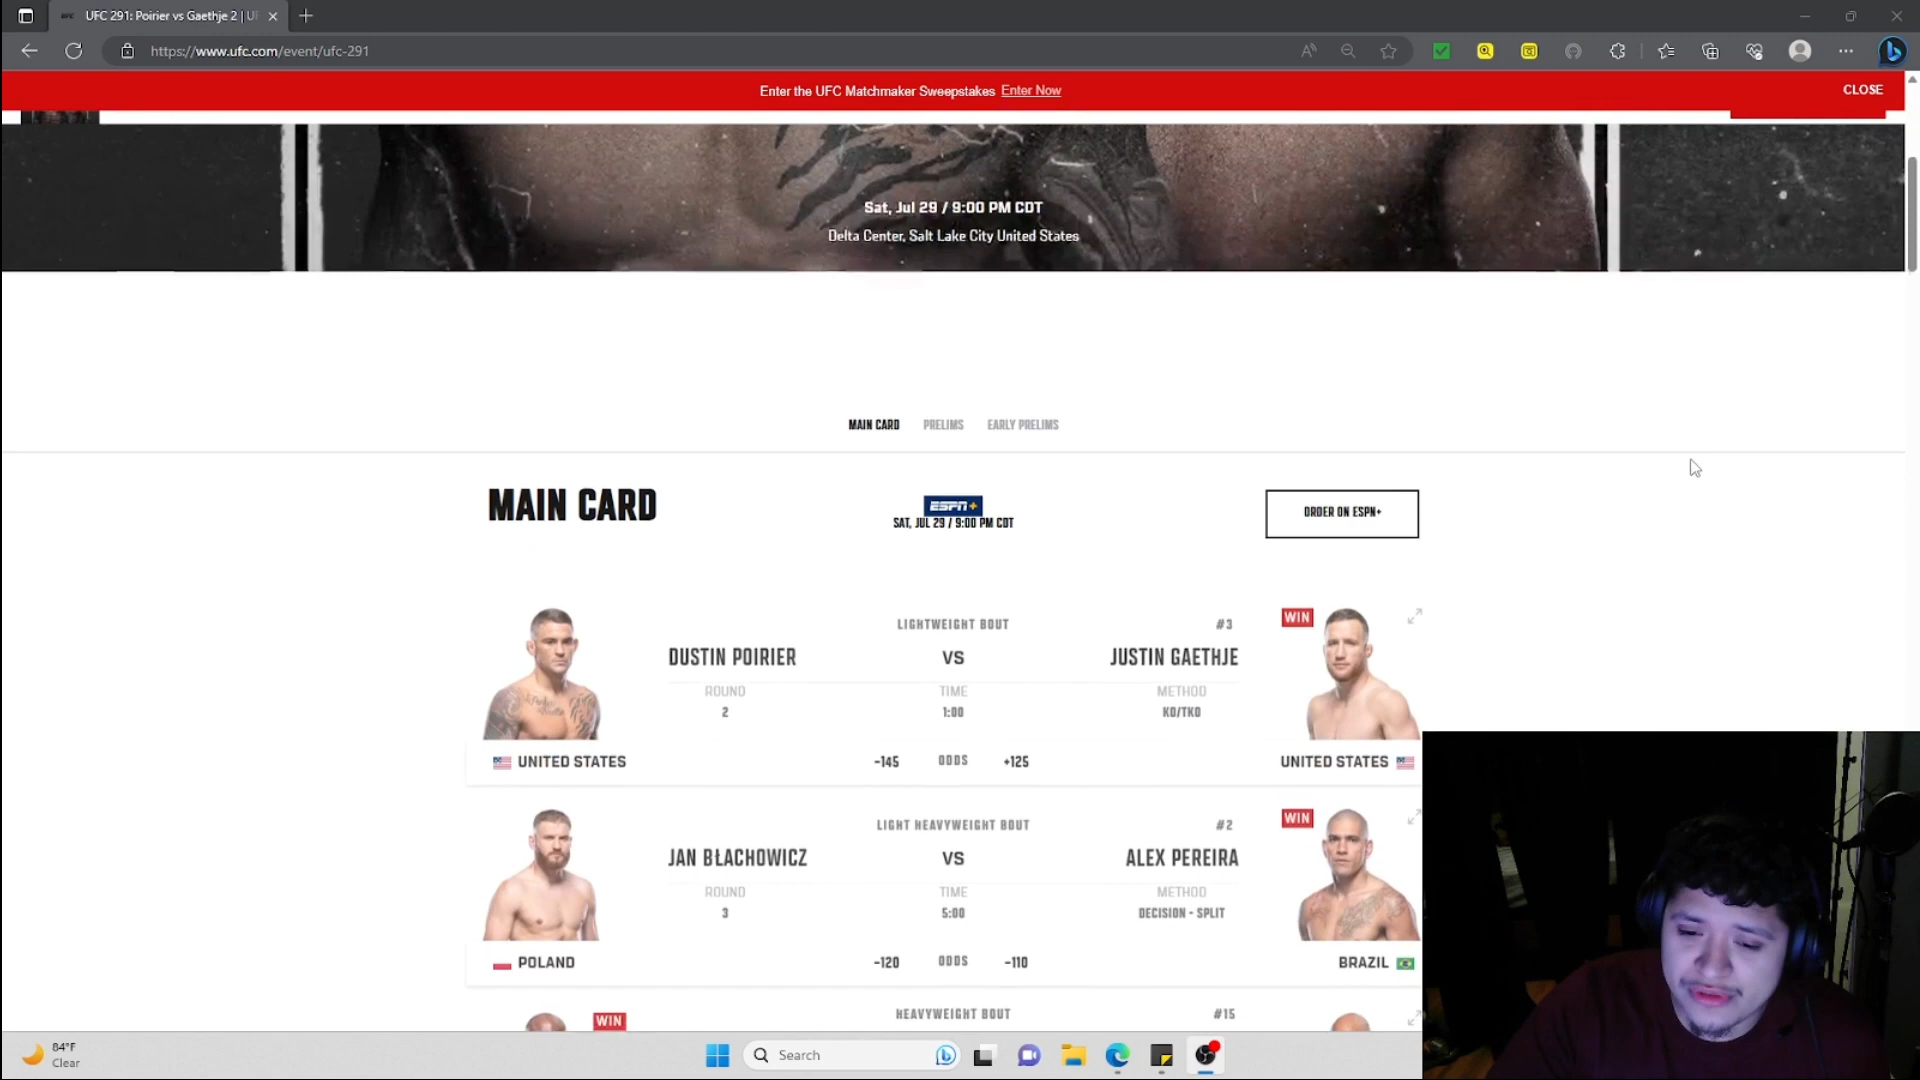 UFC 291: Poirier vs Gaethje 2 | UF
https://www.ufc.com/event/ufc-291
Enter the UFC Matchmaker Sweepstakes Enter Now
CLOSE
Sat, Jul 29 / 9:00 PM CDT
Delta Center, Salt Lake City United States
MAIN CARD PRELIMS EARLY PRELIMS
MAIN CARD
ESPN+
SAT, JUL 29 / 9:00 PM CDT
ORDER ON ESPN+
LIGHTWEIGHT BOUT
#3
WIN
DUSTIN POIRIER VS JUSTIN GAETHJE
ROUND TIME METHOD
2 1:00 KO/TKO
UNITED STATES -145 ODDS +125 UNITED STATES
LIGHT HEAVYWEIGHT BOUT
#2
WIN
JAN BŁACHOWICZ VS ALEX PEREIRA
ROUND TIME METHOD
3 5:00 DECISION - SPLIT
POLAND -120 ODDS -110 BRAZIL
WIN
HEAVYWEIGHT BOUT
#15
84°F
Clear
Search